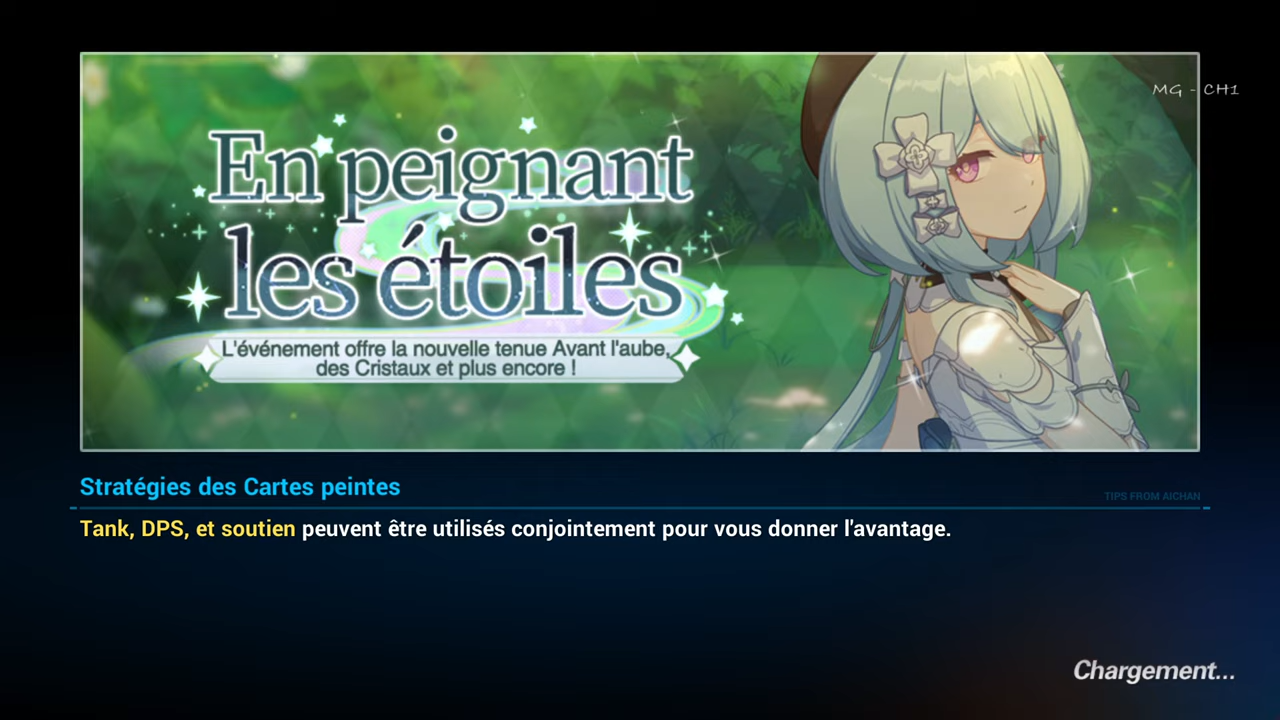 MG - CH1
En peignant
les étoiles
L'événement offre la nouvelle tenue Avant l'aube,
des Cristaux et plus encore !
Stratégies des Cartes peintes
TIPS FROM AICHAN
Tank, DPS, et soutien peuvent être utilisés conjointement pour vous donner l'avantage.
Chargement...